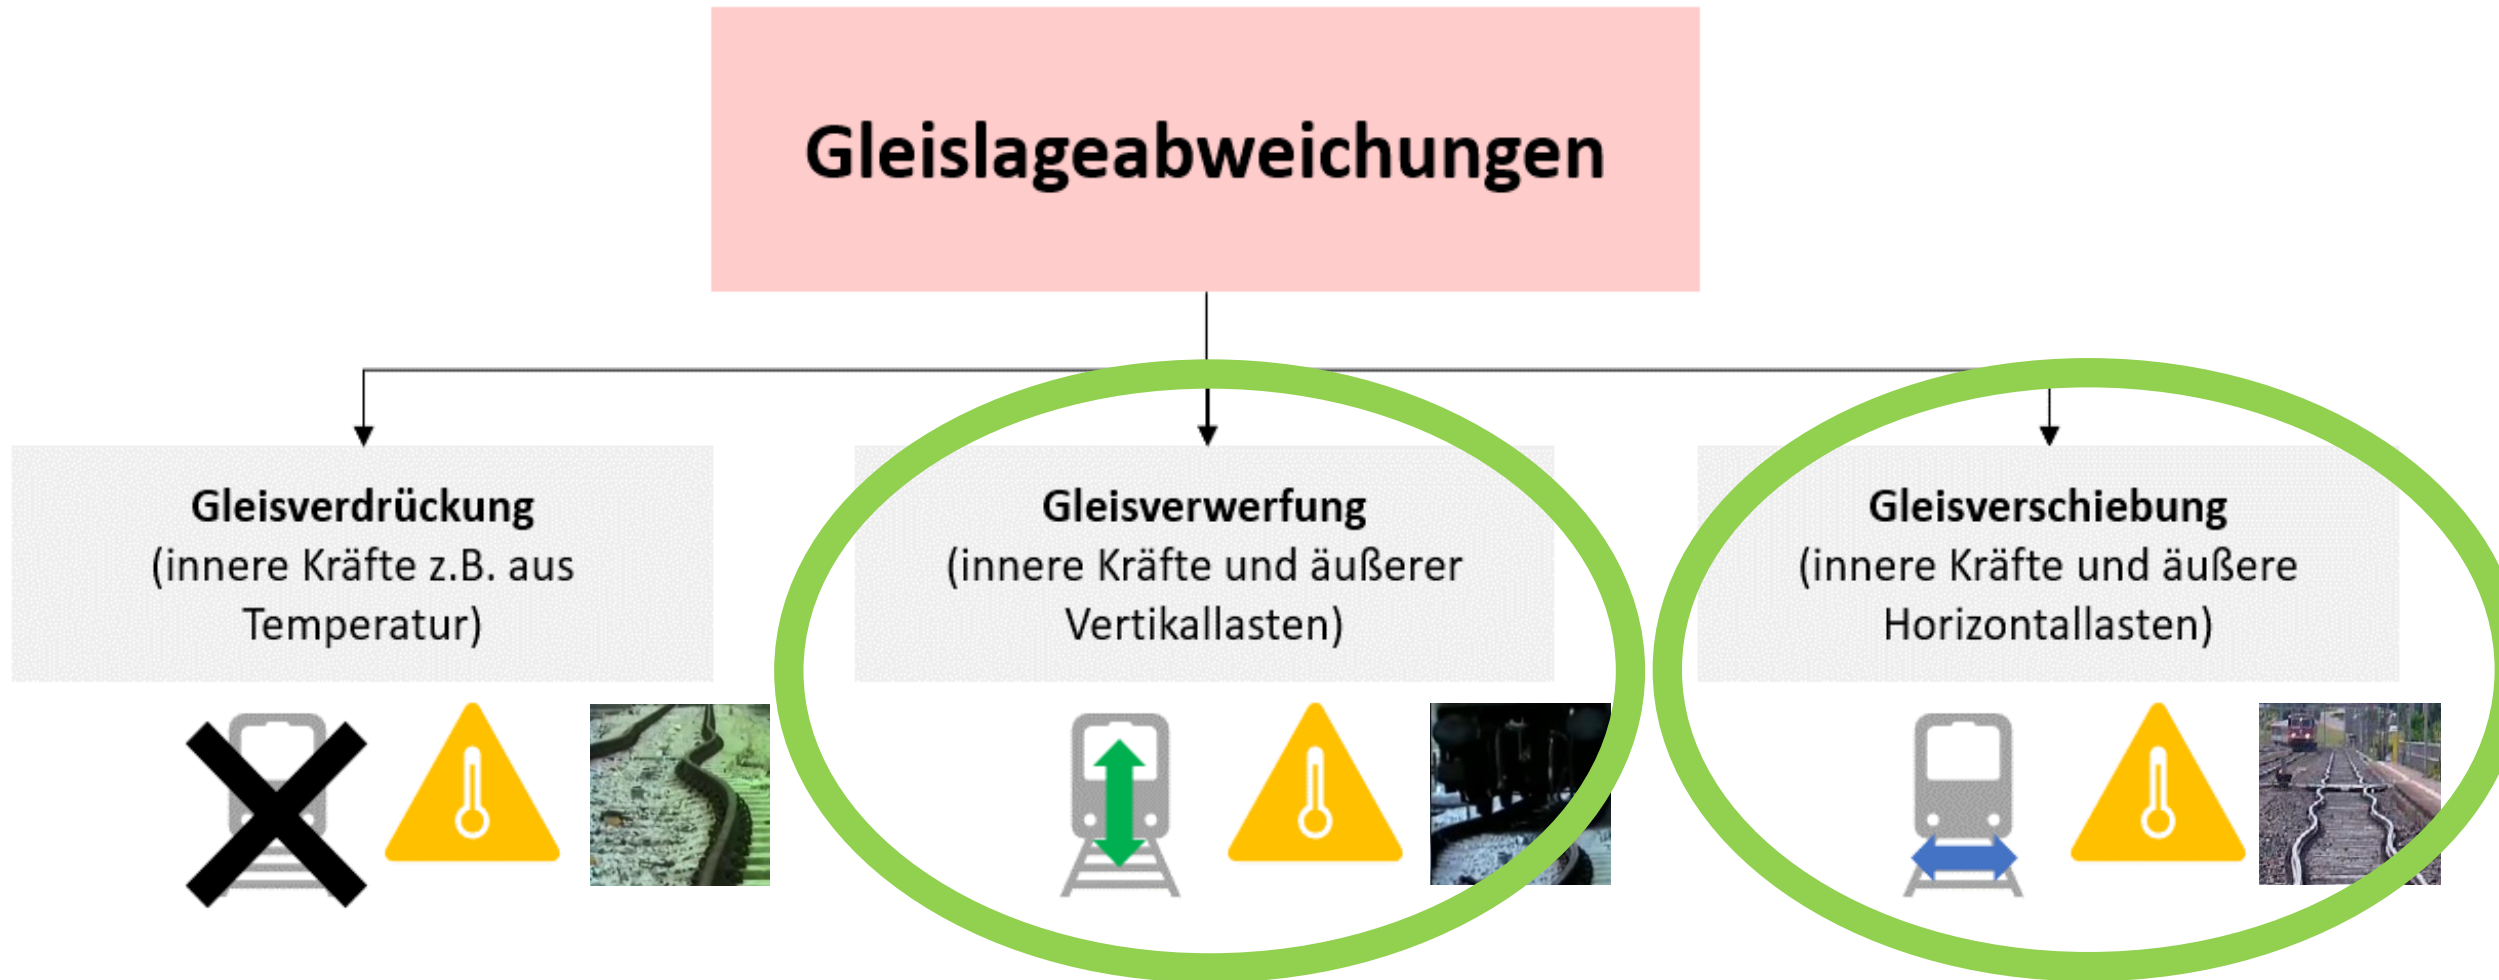 Gleislageabweichungen
Gleisverdrückung
(innere Kräfte z.B. aus
Temperatur)
Gleisverwerfung
(innere Kräfte und äußerer
Vertikallasten)
Gleisverschiebung
(innere Kräfte und äußere
Horizontallasten)